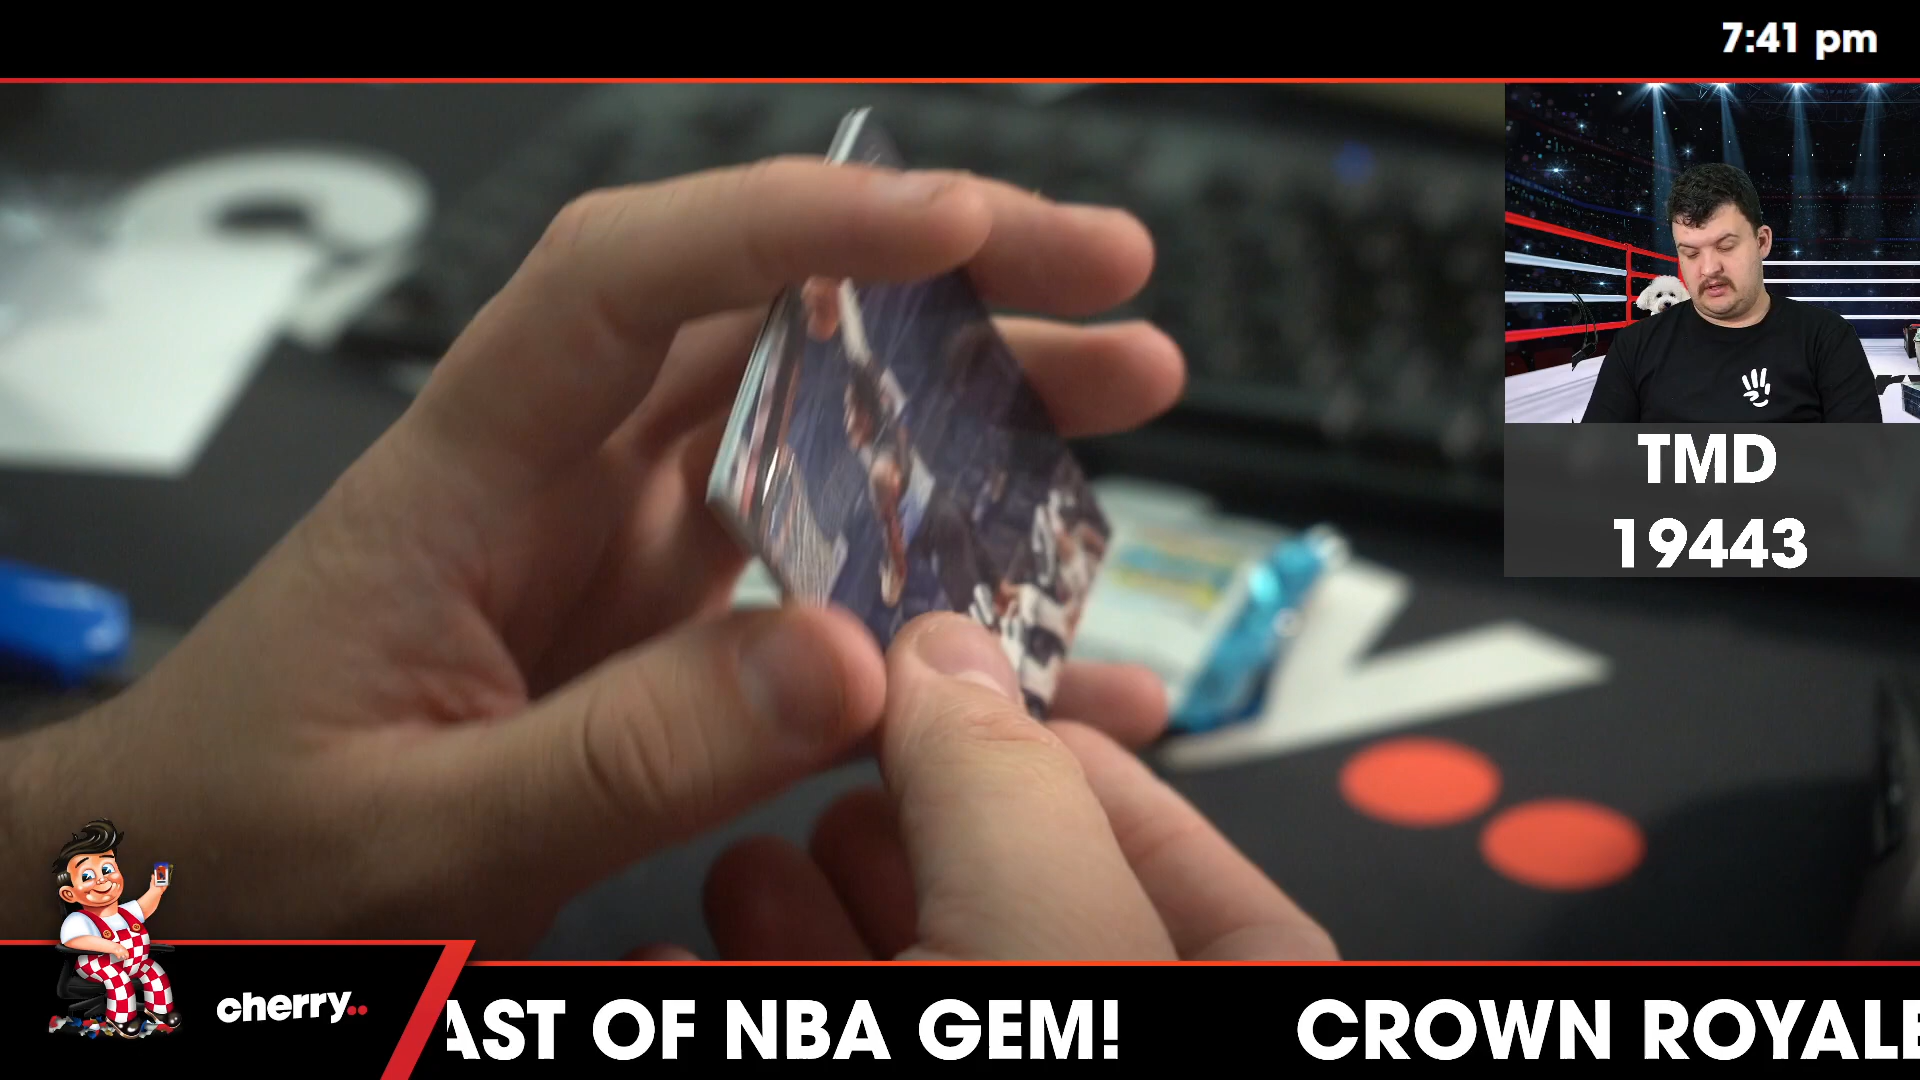 7:41 pm
TMD
19443
cherry..
AST OF NBA GEM!
CROWN ROYALE